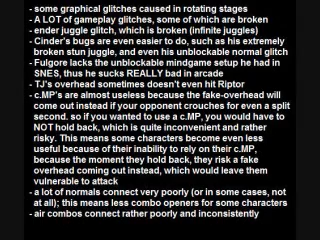 - some graphical glitches caused in rotating stages
- A LOT of gameplay glitches, some of which are broken
- ender juggle glitch, which is broken (infinite juggles)
- Cinder's bugs are even easier to do, such as his extremely
broken stun juggle, and even his unblockable normal glitch
- Fulgore lacks the unblockable mindgame setup he had in
SNES, thus he sucks REALLY bad in arcade
- TJ's overhead sometimes doesn't even hit Riptor
- c.MP's are almost useless because the fake-overhead will
come out instead if your opponent crouches for even a split
second. so if you wanted to use a c.MP, you would have to
NOT hold back, which is quite inconvenient and rather
risky. This means some characters become even less
useful because of their inability to rely on their c.MP,
because the moment they hold back, they risk a fake
overhead coming out instead, which would leave them
vulnerable to attack
- a lot of normals connect very poorly (or in some cases, not
at all); this means less combo openers for some characters
- air combos connect rather poorly and inconsistently